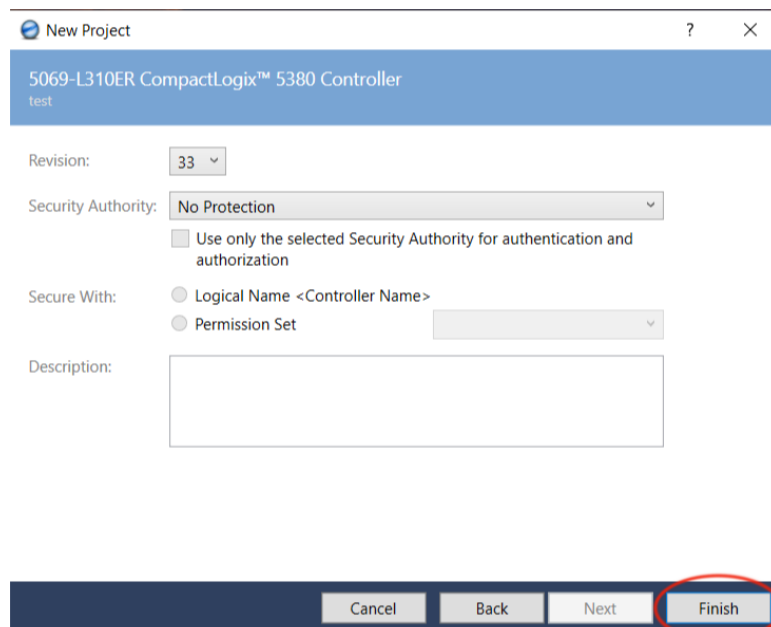 New Project
?
5069-L310ER CompactLogix™ 5380 Controller
test
Revision:
33
Security Authority:
No Protection
Use only the selected Security Authority for authentication and
authorization
Secure With:
Logical Name <Controller Name>
Permission Set
Description:
Cancel
Back
Next
Finish